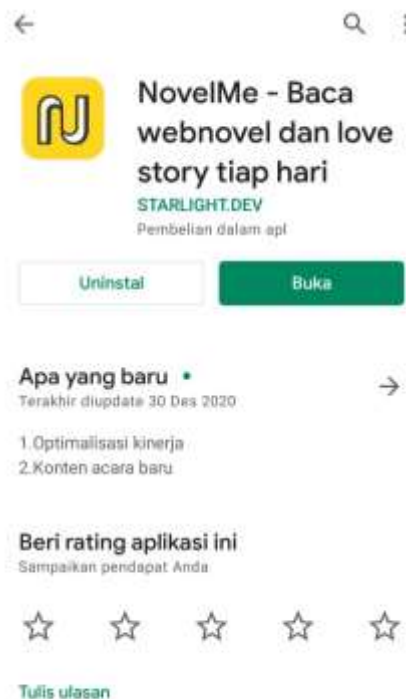 NovelMe - Baca
webnovel dan love
story tiap hari
STARLIGHT.DEV
Pembelian dalam apl
Uninstal
Buka
Apa yang baru
Terakhir diupdate 30 Des 2020
1.Optimalisasi kinerja
2.Konten acara baru
Beri rating aplikasi ini
Sampaikan pendapat Anda
Tulis ulasan